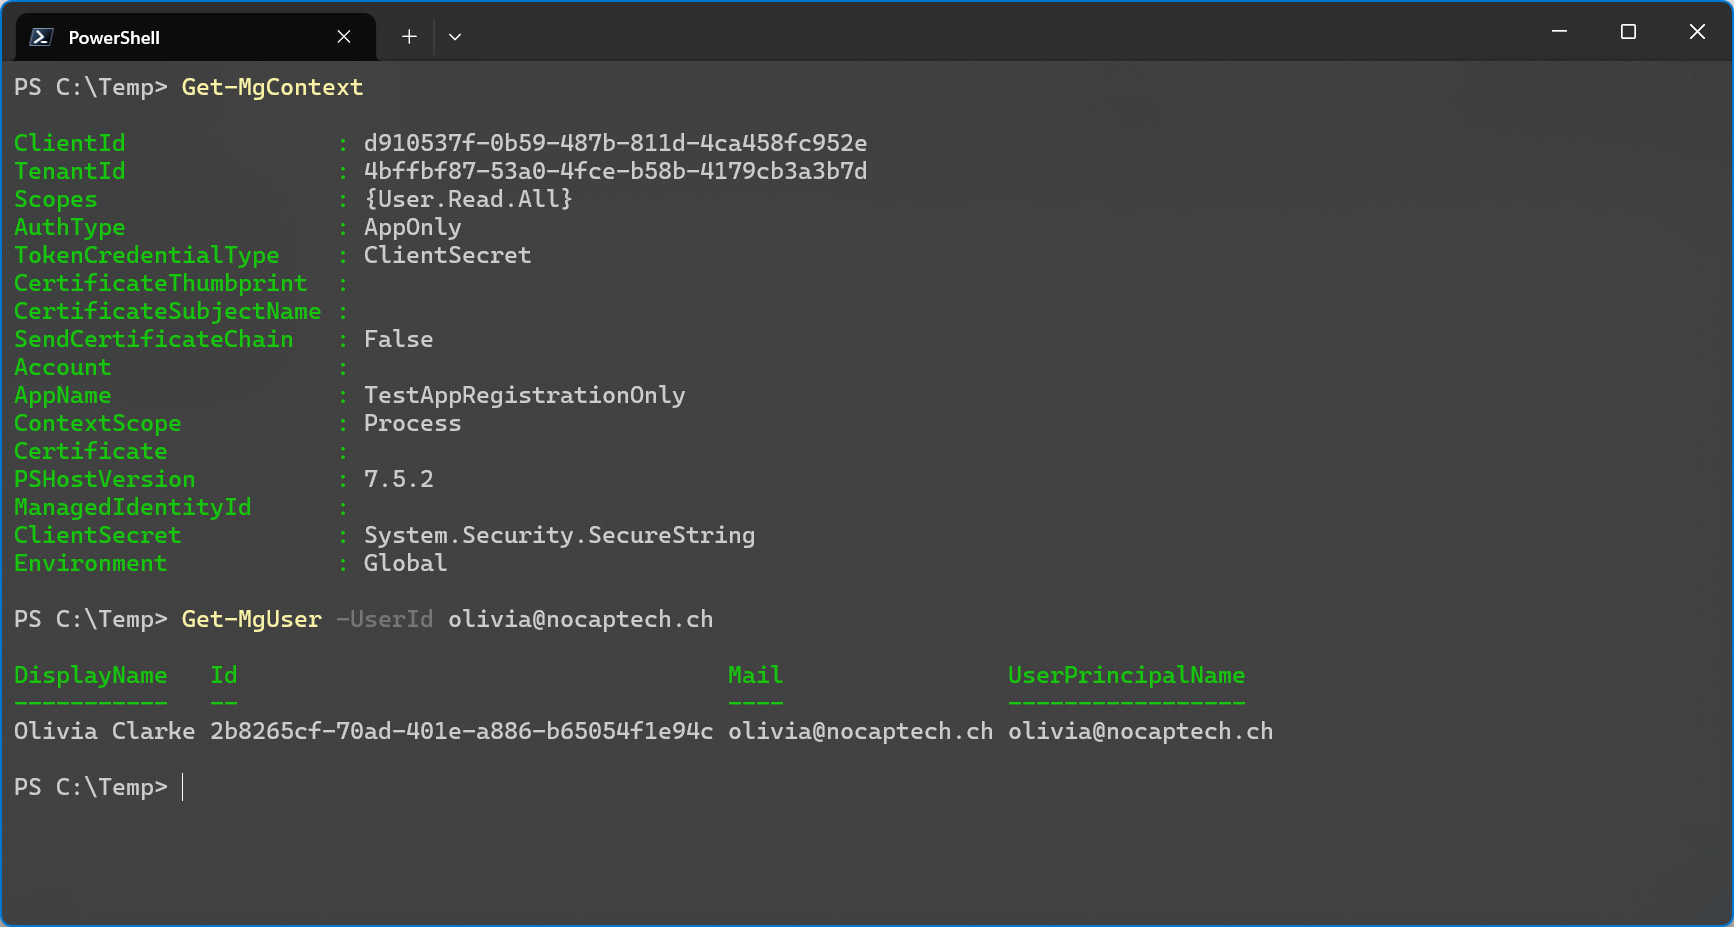 PowerShell
PS C:\Temp> Get-MgContext
ClientId : d910537f-0b59-487b-811d-4ca458fc952e
TenantId : 4bffbf87-53a0-4fce-b58b-4179cb3a3b7d
Scopes : {User.Read.All}
AuthType : AppOnly
TokenCredentialType : ClientSecret
CertificateThumbprint :
CertificateSubjectName :
SendCertificateChain : False
Account :
AppName : TestAppRegistrationOnly
ContextScope : Process
Certificate :
PSHostVersion : 7.5.2
ManagedIdentityId :
ClientSecret : System.Security.SecureString
Environment : Global
PS C:\Temp> Get-MgUser -UserId olivia@nocaptech.ch
DisplayName Id Mail UserPrincipalName
----------- -- ---- -----------------
Olivia Clarke 2b8265cf-70ad-401e-a886-b65054f1e94c olivia@nocaptech.ch olivia@nocaptech.ch
PS C:\Temp>